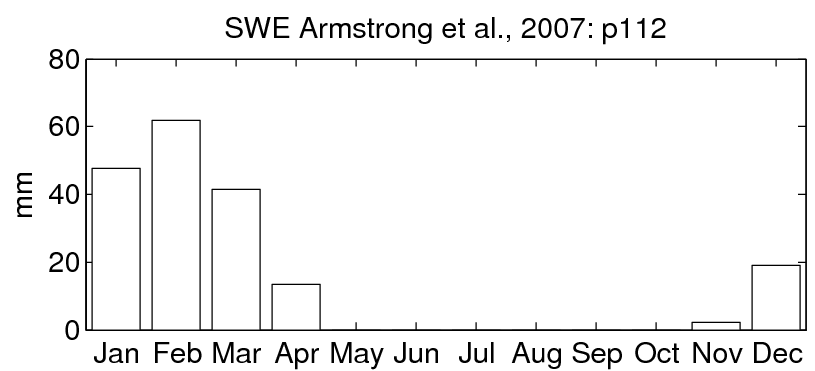 SWE Armstrong et al., 2007: p112
80
60
40
20
0
mm
Jan Feb Mar Apr May Jun Jul Aug Sep Oct Nov Dec